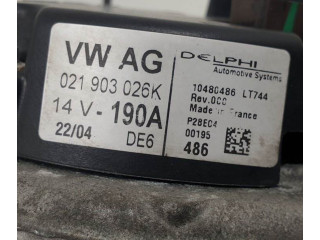 VW AG
021 903 026K
14 V - 190A
22/04 DE6
DELPHI
Automotive Systems
10480486 LT744
Rev.00C
Made in France
P28EC4
00195
486